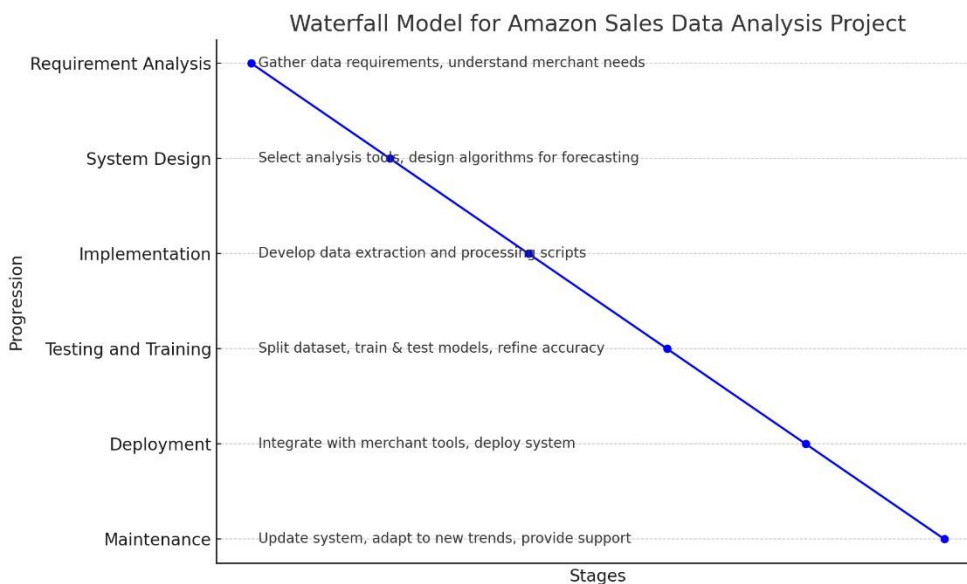 Waterfall Model for Amazon Sales Data Analysis Project
Requirement Analysis
Gather data requirements, understand merchant needs
System Design
Select analysis tools, design algorithms for forecasting
Implementation
Develop data extraction and processing scripts
Testing and Training
Split dataset, train & test models, refine accuracy
Deployment
Integrate with merchant tools, deploy system
Maintenance
Update system, adapt to new trends, provide support
Progression
Stages